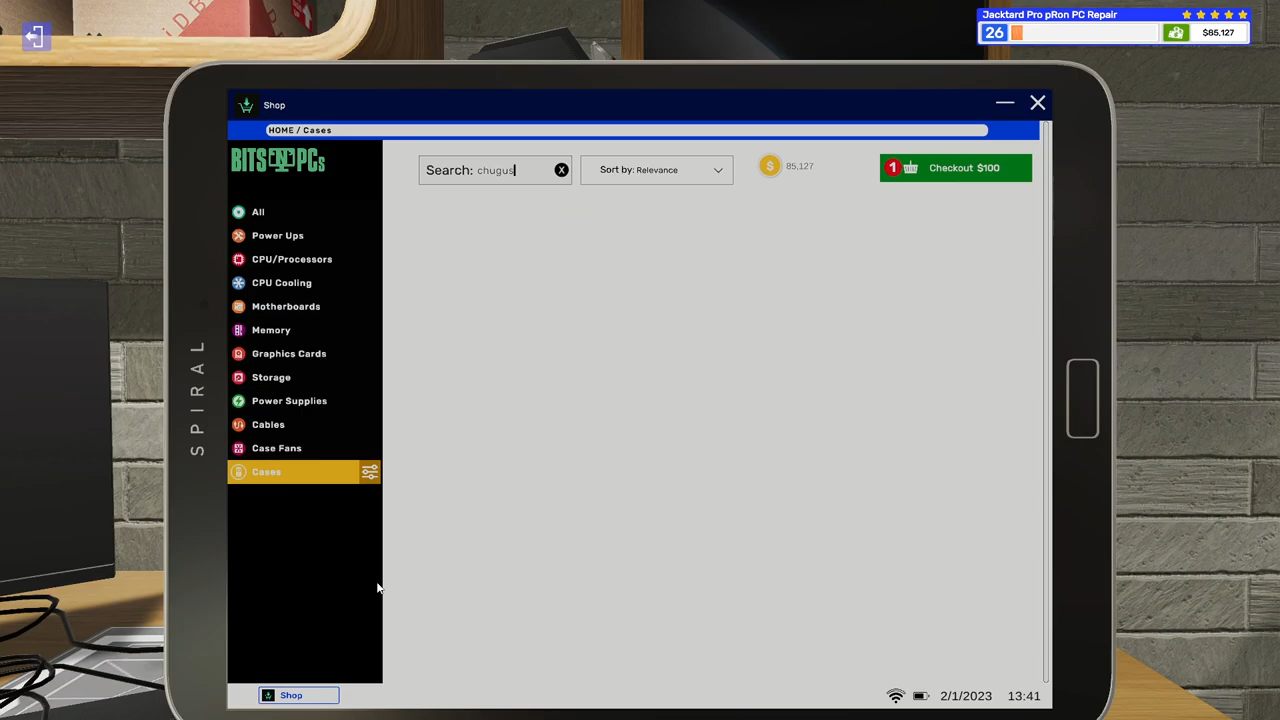 Jacktard Pro pRon PC Repair
26
$85,127
Shop
HOME / Cases
BITS N PCs
Search: chugus
X
Sort by: Relevance
$
85,127
1
Checkout $100
All
Power Ups
CPU/Processors
CPU Cooling
Motherboards
Memory
Graphics Cards
Storage
Power Supplies
Cables
Case Fans
Cases
SPIRAL
Shop
2/1/2023
13:41